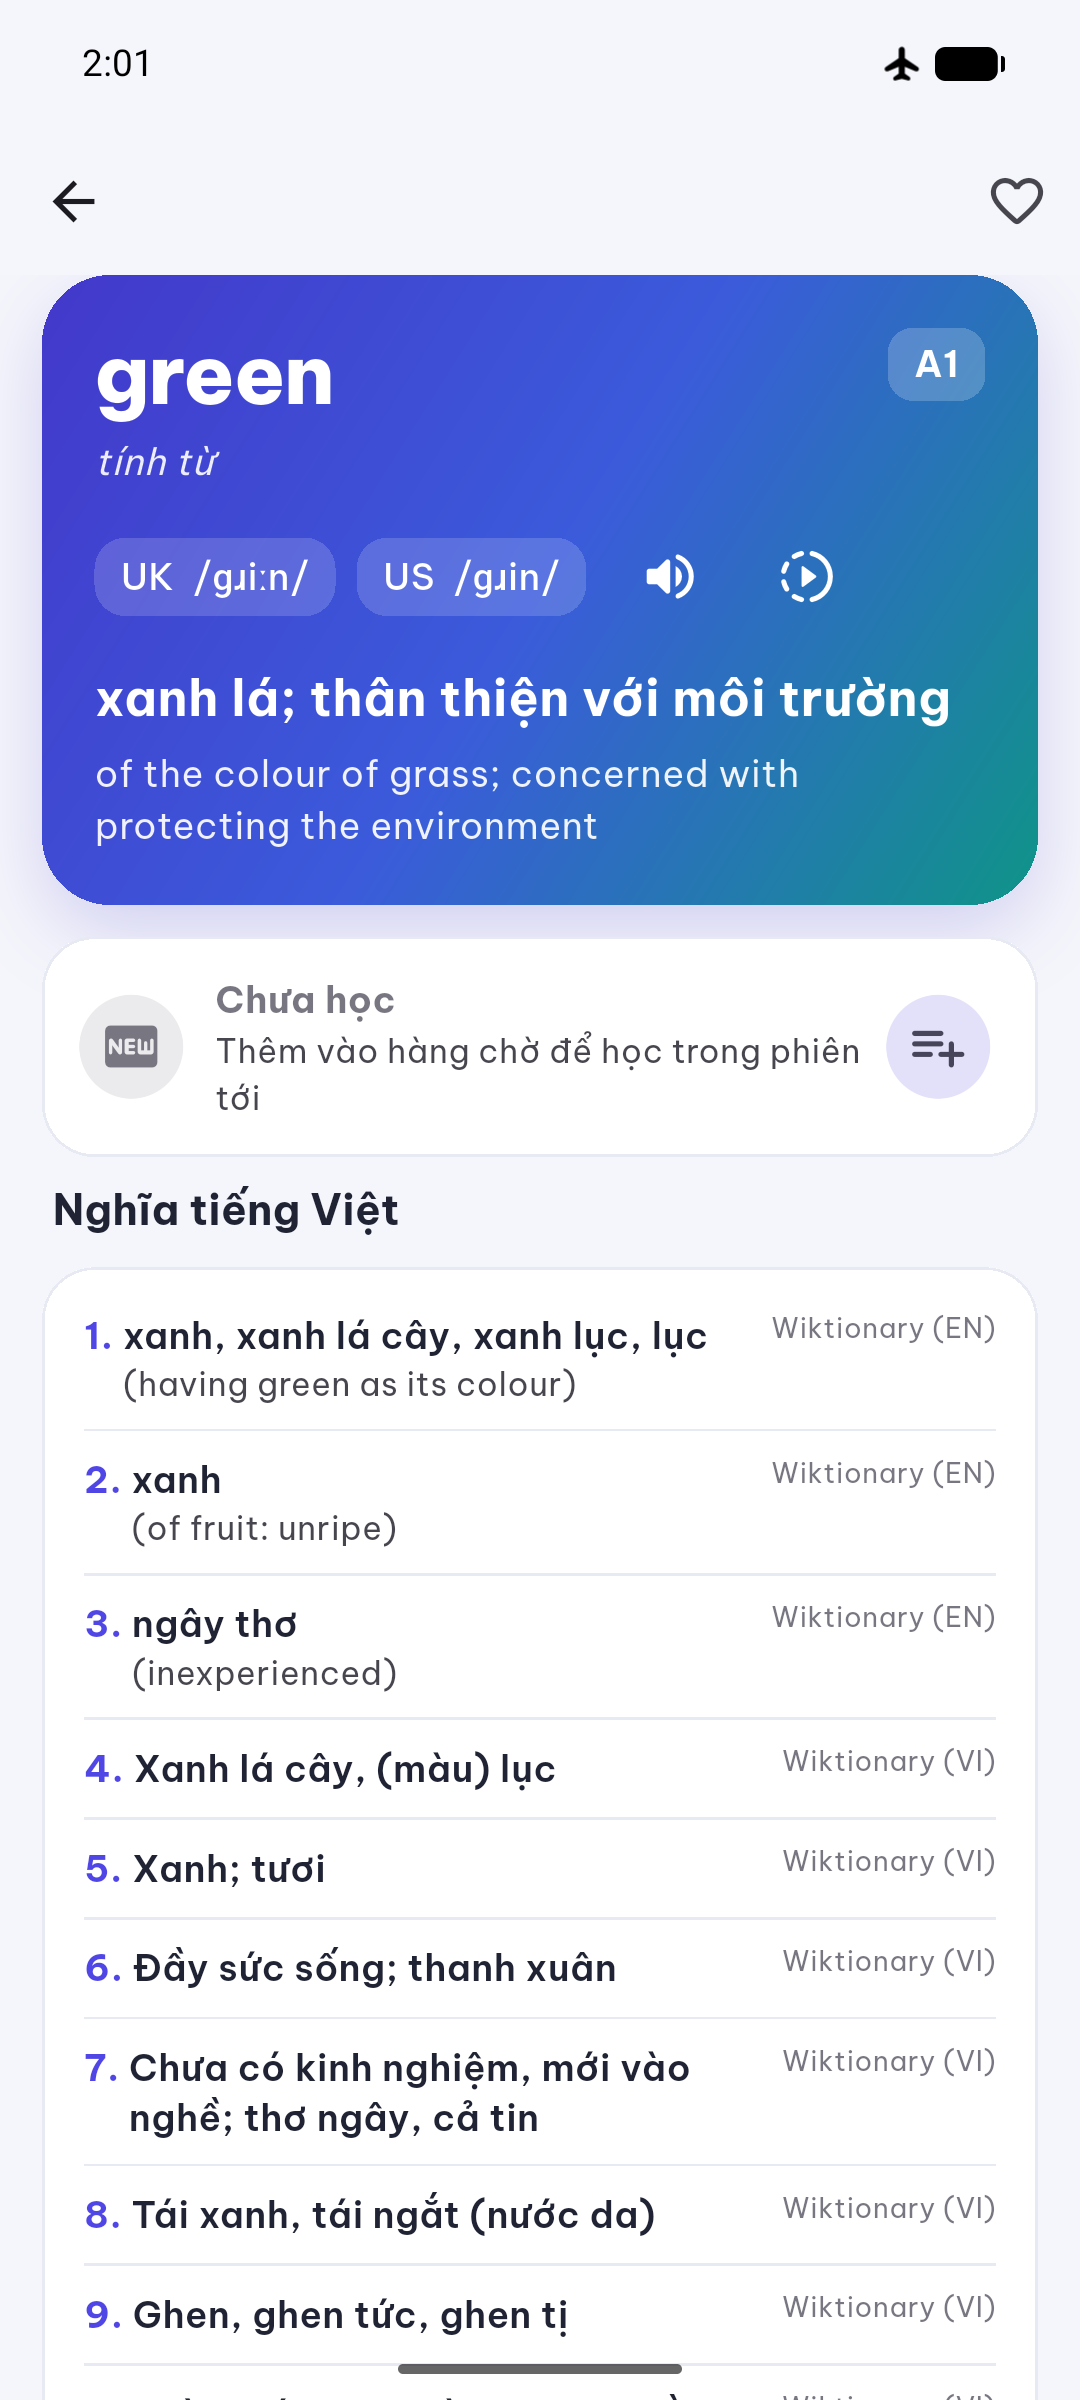 2:01
green
A1
tính từ
UK /ɡɹiːn/
US /ɡɹin/
xanh lá; thân thiện với môi trường
of the colour of grass; concerned with
protecting the environment
NEW
Chưa học
Thêm vào hàng chờ để học trong phiên
tới
Nghĩa tiếng Việt
1. xanh, xanh lá cây, xanh lục, lục Wiktionary (EN)
(having green as its colour)
2. xanh Wiktionary (EN)
(of fruit: unripe)
3. ngây thơ Wiktionary (EN)
(inexperienced)
4. Xanh lá cây, (màu) lục Wiktionary (VI)
5. Xanh; tươi Wiktionary (VI)
6. Đầy sức sống; thanh xuân Wiktionary (VI)
7. Chưa có kinh nghiệm, mới vào Wiktionary (VI)
nghề; thơ ngây, cả tin
8. Tái xanh, tái ngắt (nước da) Wiktionary (VI)
9. Ghen, ghen tức, ghen tị Wiktionary (VI)